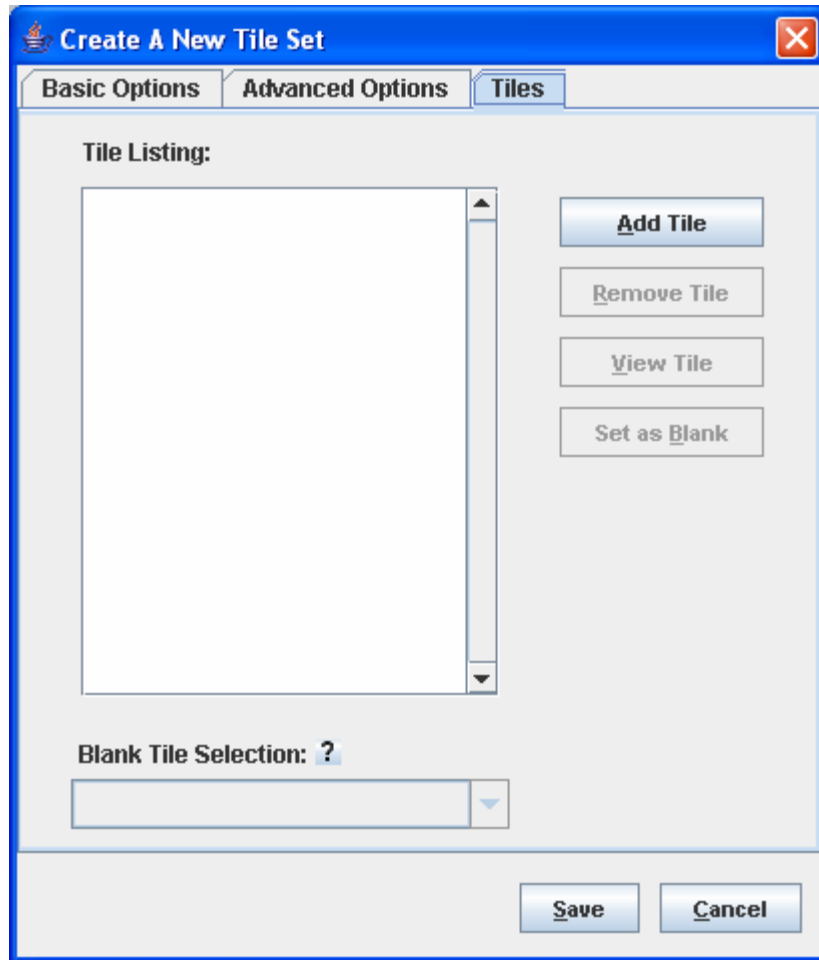 Create A New Tile Set
Basic Options Advanced Options Tiles
Tile Listing:
Add Tile
Remove Tile
View Tile
Set as Blank
Blank Tile Selection: ?
Save Cancel